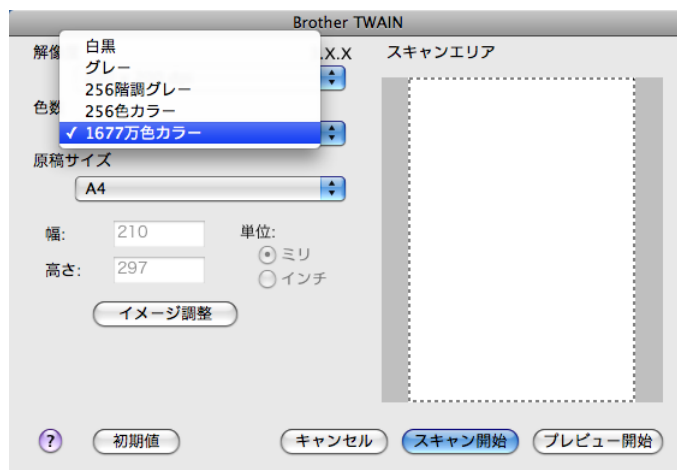 Brother TWAIN
解像
.X.X
スキャンエリア
白黒
グレー
256階調グレー
256色カラー
✓ 1677万色カラー
色数
原稿サイズ
A4
幅:
210
単位:
ミリ
高さ:
297
インチ
イメージ調整
?
初期値
キャンセル
スキャン開始
プレビュー開始